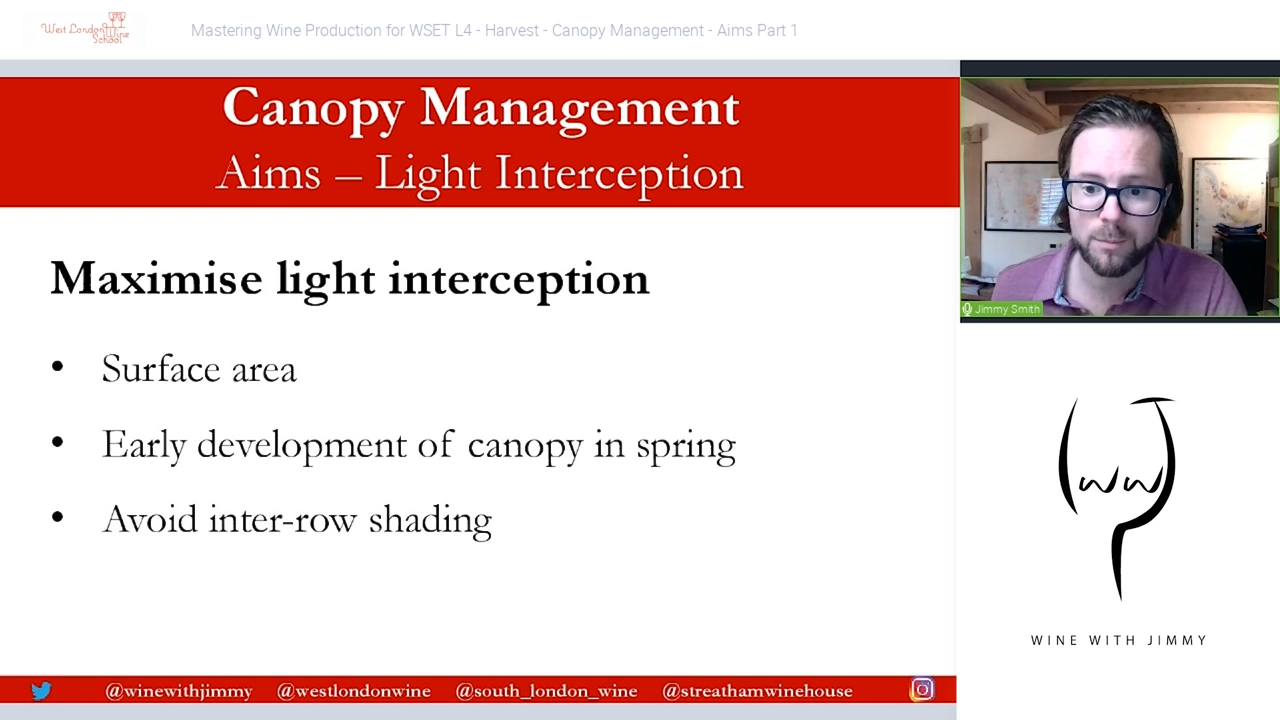 West London Wine
School
Mastering Wine Production for WSET L4 - Harvest - Canopy Management - Aims Part 1
Canopy Management
Aims – Light Interception
Maximise light interception
• Surface area
• Early development of canopy in spring
• Avoid inter-row shading
@winewithjimmy @westlondonwine @south_london_wine @streathamwinehouse
Jimmy Smith
ww
WINE WITH JIMMY